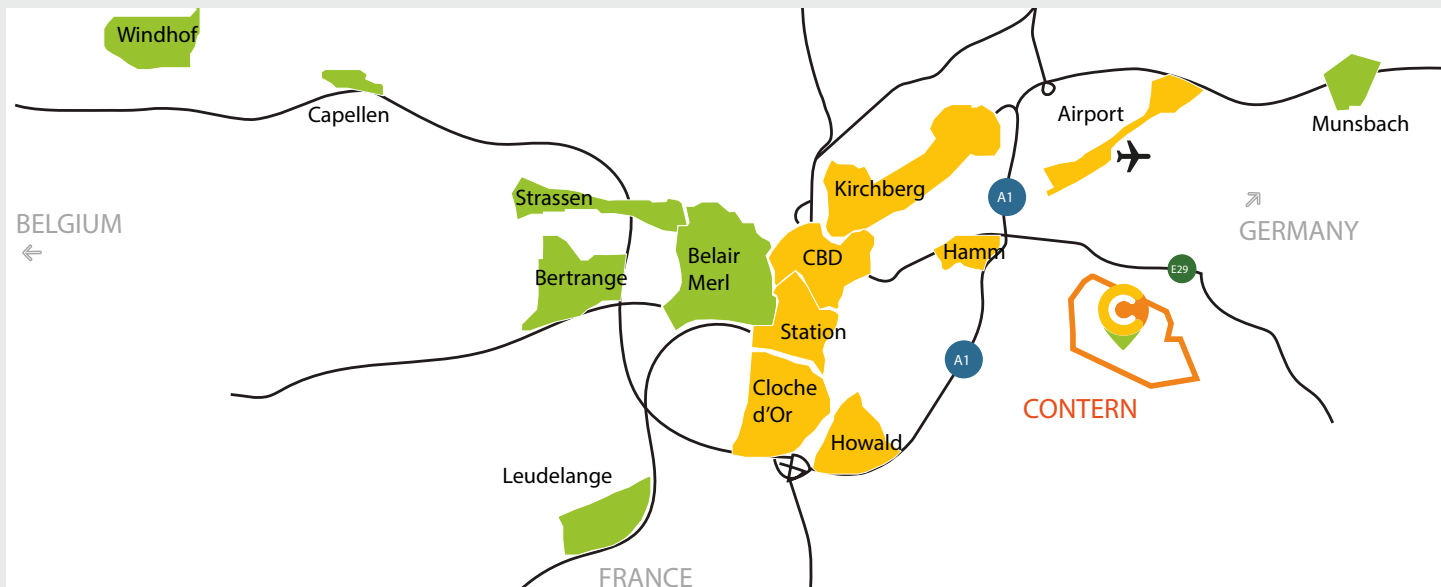 Windhof
Capellen
Airport
Munsbach
Strassen
Kirchberg
A1
BELGIUM
GERMANY
Belair
Merl
CBD
Hamm
Bertrange
E29
Station
A1
Cloche
d'Or
CONTERN
Howald
Leudelange
FRANCE